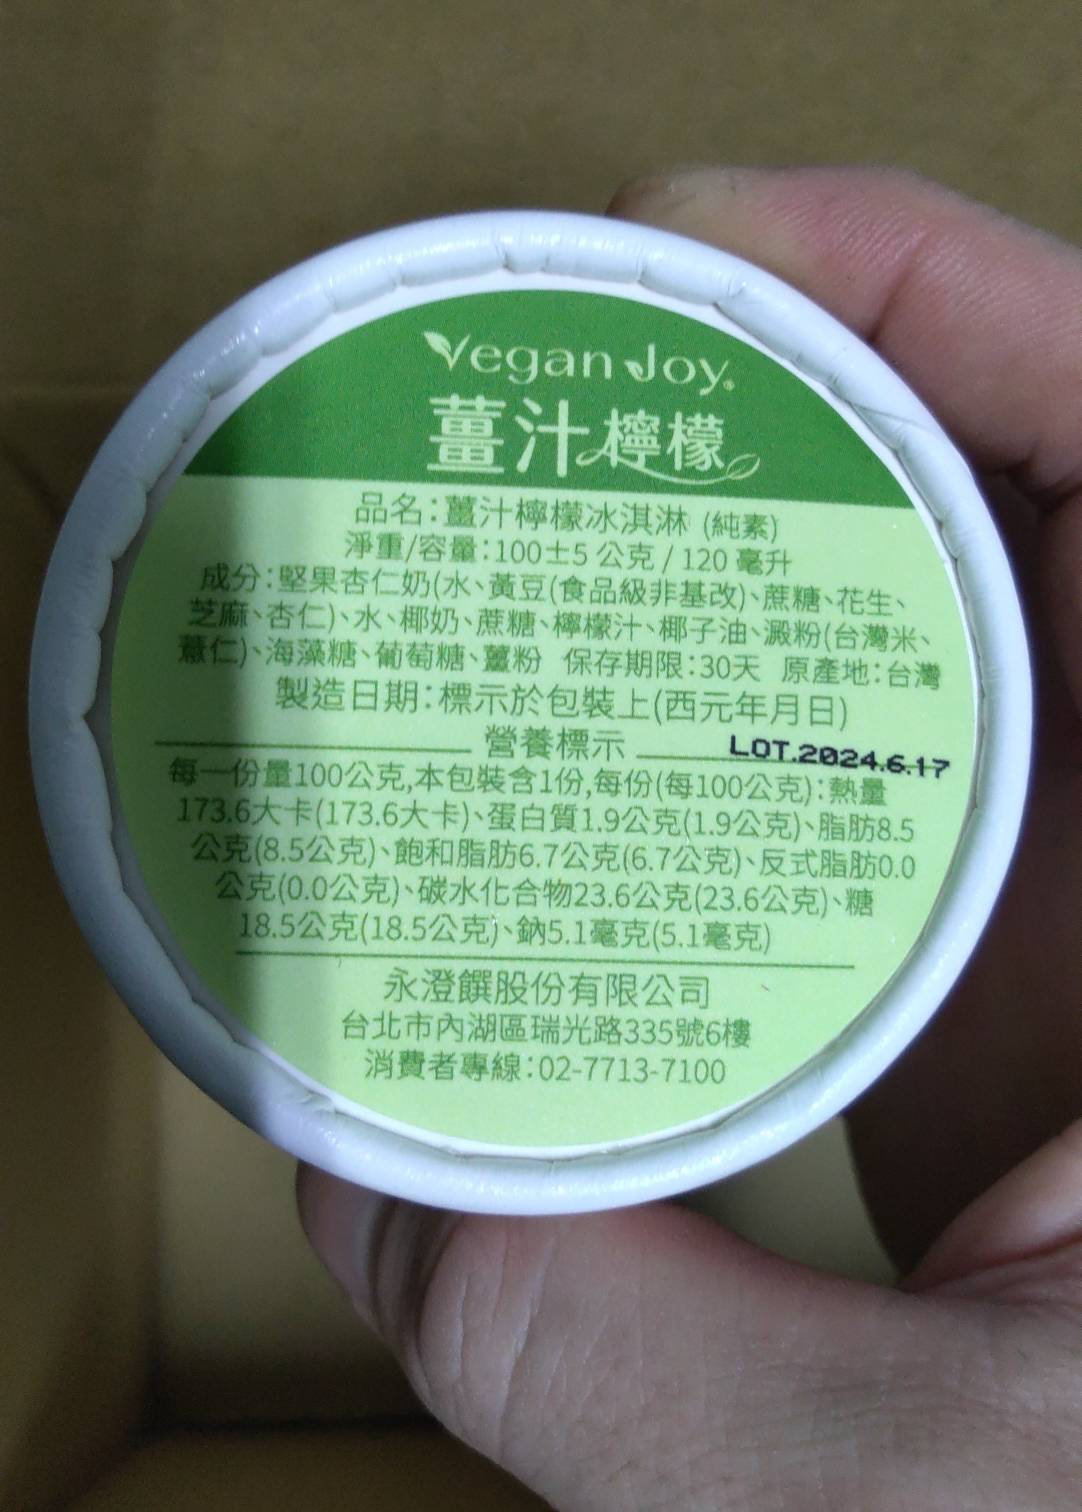 Vegan Joy®
薑汁檸檬
品名：薑汁檸檬冰淇淋 (純素)
淨重/容量：100±5 公克 / 120 毫升
成分：堅果杏仁奶(水、黃豆(食品級非基改)、蔗糖、花生、
芝麻、杏仁)、水、椰奶、蔗糖、檸檬汁、椰子油、澱粉(台灣米、
薏仁)、海藻糖、葡萄糖、薑粉 保存期限：30天 原產地：台灣
製造日期：標示於包裝上(西元年月日)
營養標示
LOT.2024.6.17
每一份量100公克,本包裝含1份,每份(每100公克)：熱量
173.6大卡(173.6大卡)、蛋白質1.9公克(1.9公克)、脂肪8.5
公克(8.5公克)、飽和脂肪6.7公克(6.7公克)、反式脂肪0.0
公克(0.0公克)、碳水化合物23.6公克(23.6公克)、糖
18.5公克(18.5公克)、鈉5.1毫克(5.1毫克)
永澄饌股份有限公司
台北市內湖區瑞光路335號6樓
消費者專線：02-7713-7100